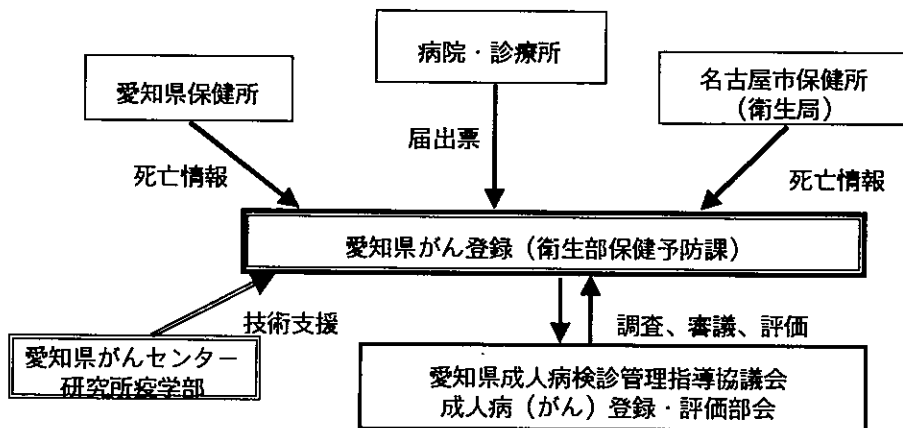 病院・診療所
愛知県保健所
名古屋市保健所
(衛生局)
届出票
死亡情報
死亡情報
愛知県がん登録(衛生部保健予防課)
技術支援
調査、審議、評価
愛知県がんセンター
研究所疫学部
愛知県成人病検診管理指導協議会
成人病(がん)登録・評価部会